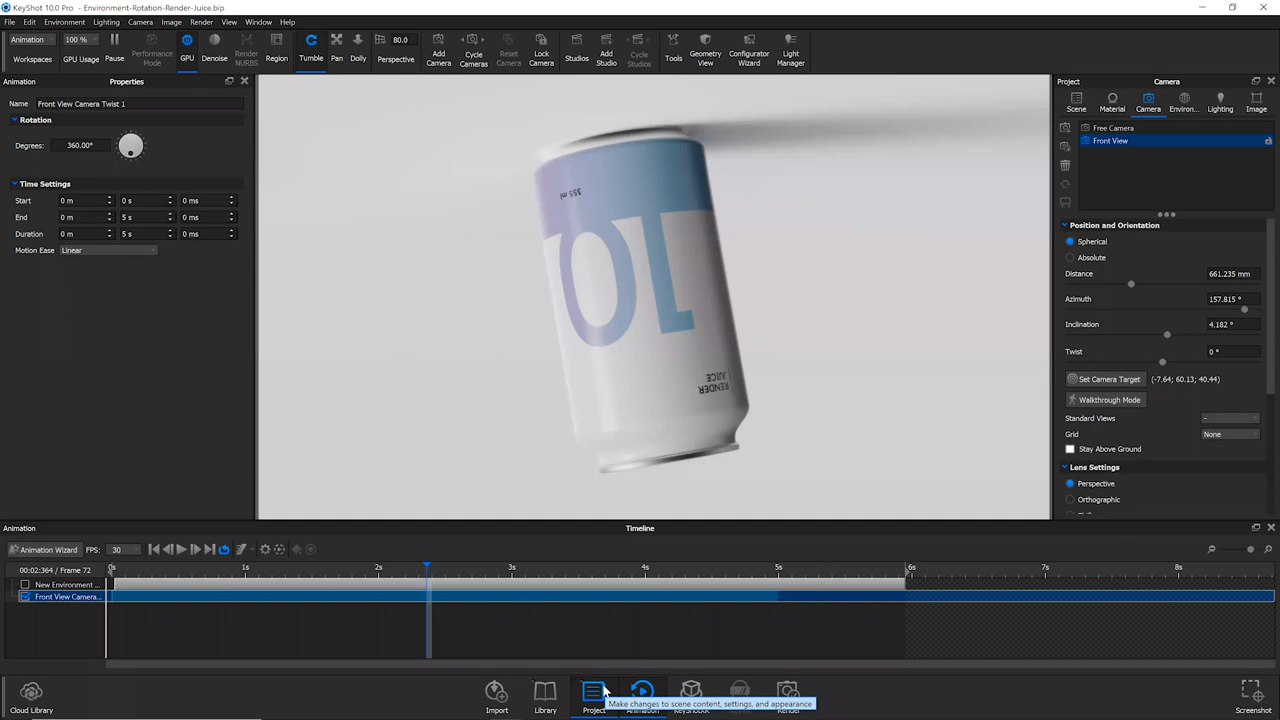 KeyShot 10.0 Pro - Environment-Rotation-Render-Juice.bip
File Edit Environment Lighting Camera Image Render View Window Help
Animation 100 % 80.0
Workspaces GPU Usage Pause Performance Mode GPU Denoise Render NURBS Region Tumble Pan Dolly Perspective Add Camera Cycle Cameras Reset Camera Lock Camera Studios Add Studio Cycle Studios Tools Geometry View Configurator Wizard Light Manager
Animation Properties
Name Front View Camera Twist 1
Rotation
Degrees: 360.00°
Time Settings
Start 0 m 0 s 0 ms
End 0 m 5 s 0 ms
Duration 0 m 5 s 0 ms
Motion Ease Linear
355 ml
10
RENDER
JUICE
Project Camera
Scene Material Camera Environ... Lighting Image
Free Camera
Front View
Position and Orientation
Spherical
Absolute
Distance 661.235 mm
Azimuth 157.815 °
Inclination 4.182 °
Twist 0 °
Set Camera Target (-7.64; 60.13; 40.44)
Walkthrough Mode
Standard Views -
Grid None
Stay Above Ground
Lens Settings
Perspective
Orthographic
Animation Timeline
Animation Wizard FPS: 30
00:02:364 / Frame 72 0s 1s 2s 3s 4s 5s 6s 7s 8s
New Environment ...
Front View Camera...
Cloud Library Import Library Project Animation KeyShotXR Render Screenshot
Make changes to scene content, settings, and appearance